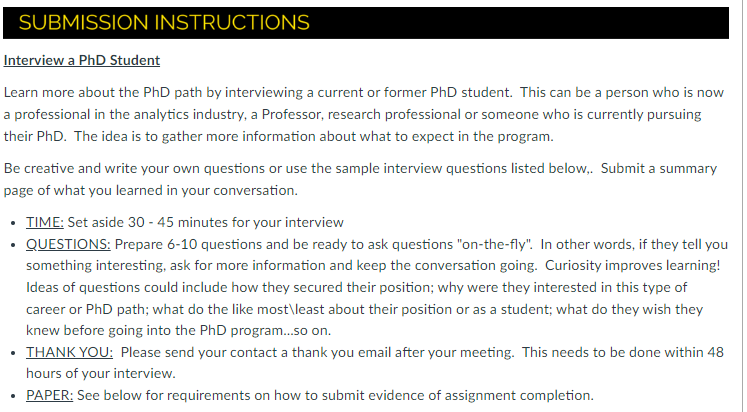 SUBMISSION INSTRUCTIONS
Interview a PhD Student
Learn more about the PhD path by interviewing a current or former PhD student.  This can be a person who is now
a professional in the analytics industry, a Professor, research professional or someone who is currently pursuing
their PhD.  The idea is to gather more information about what to expect in the program.
Be creative and write your own questions or use the sample interview questions listed below,.  Submit a summary
page of what you learned in your conversation.
• TIME: Set aside 30 - 45 minutes for your interview
• QUESTIONS: Prepare 6-10 questions and be ready to ask questions "on-the-fly".  In other words, if they tell you
something interesting, ask for more information and keep the conversation going.  Curiosity improves learning!
Ideas of questions could include how they secured their position; why were they interested in this type of
career or PhD path; what do the like most\least about their position or as a student; what do they wish they
knew before going into the PhD program...so on.
• THANK YOU:  Please send your contact a thank you email after your meeting.  This needs to be done within 48
hours of your interview.
• PAPER: See below for requirements on how to submit evidence of assignment completion.